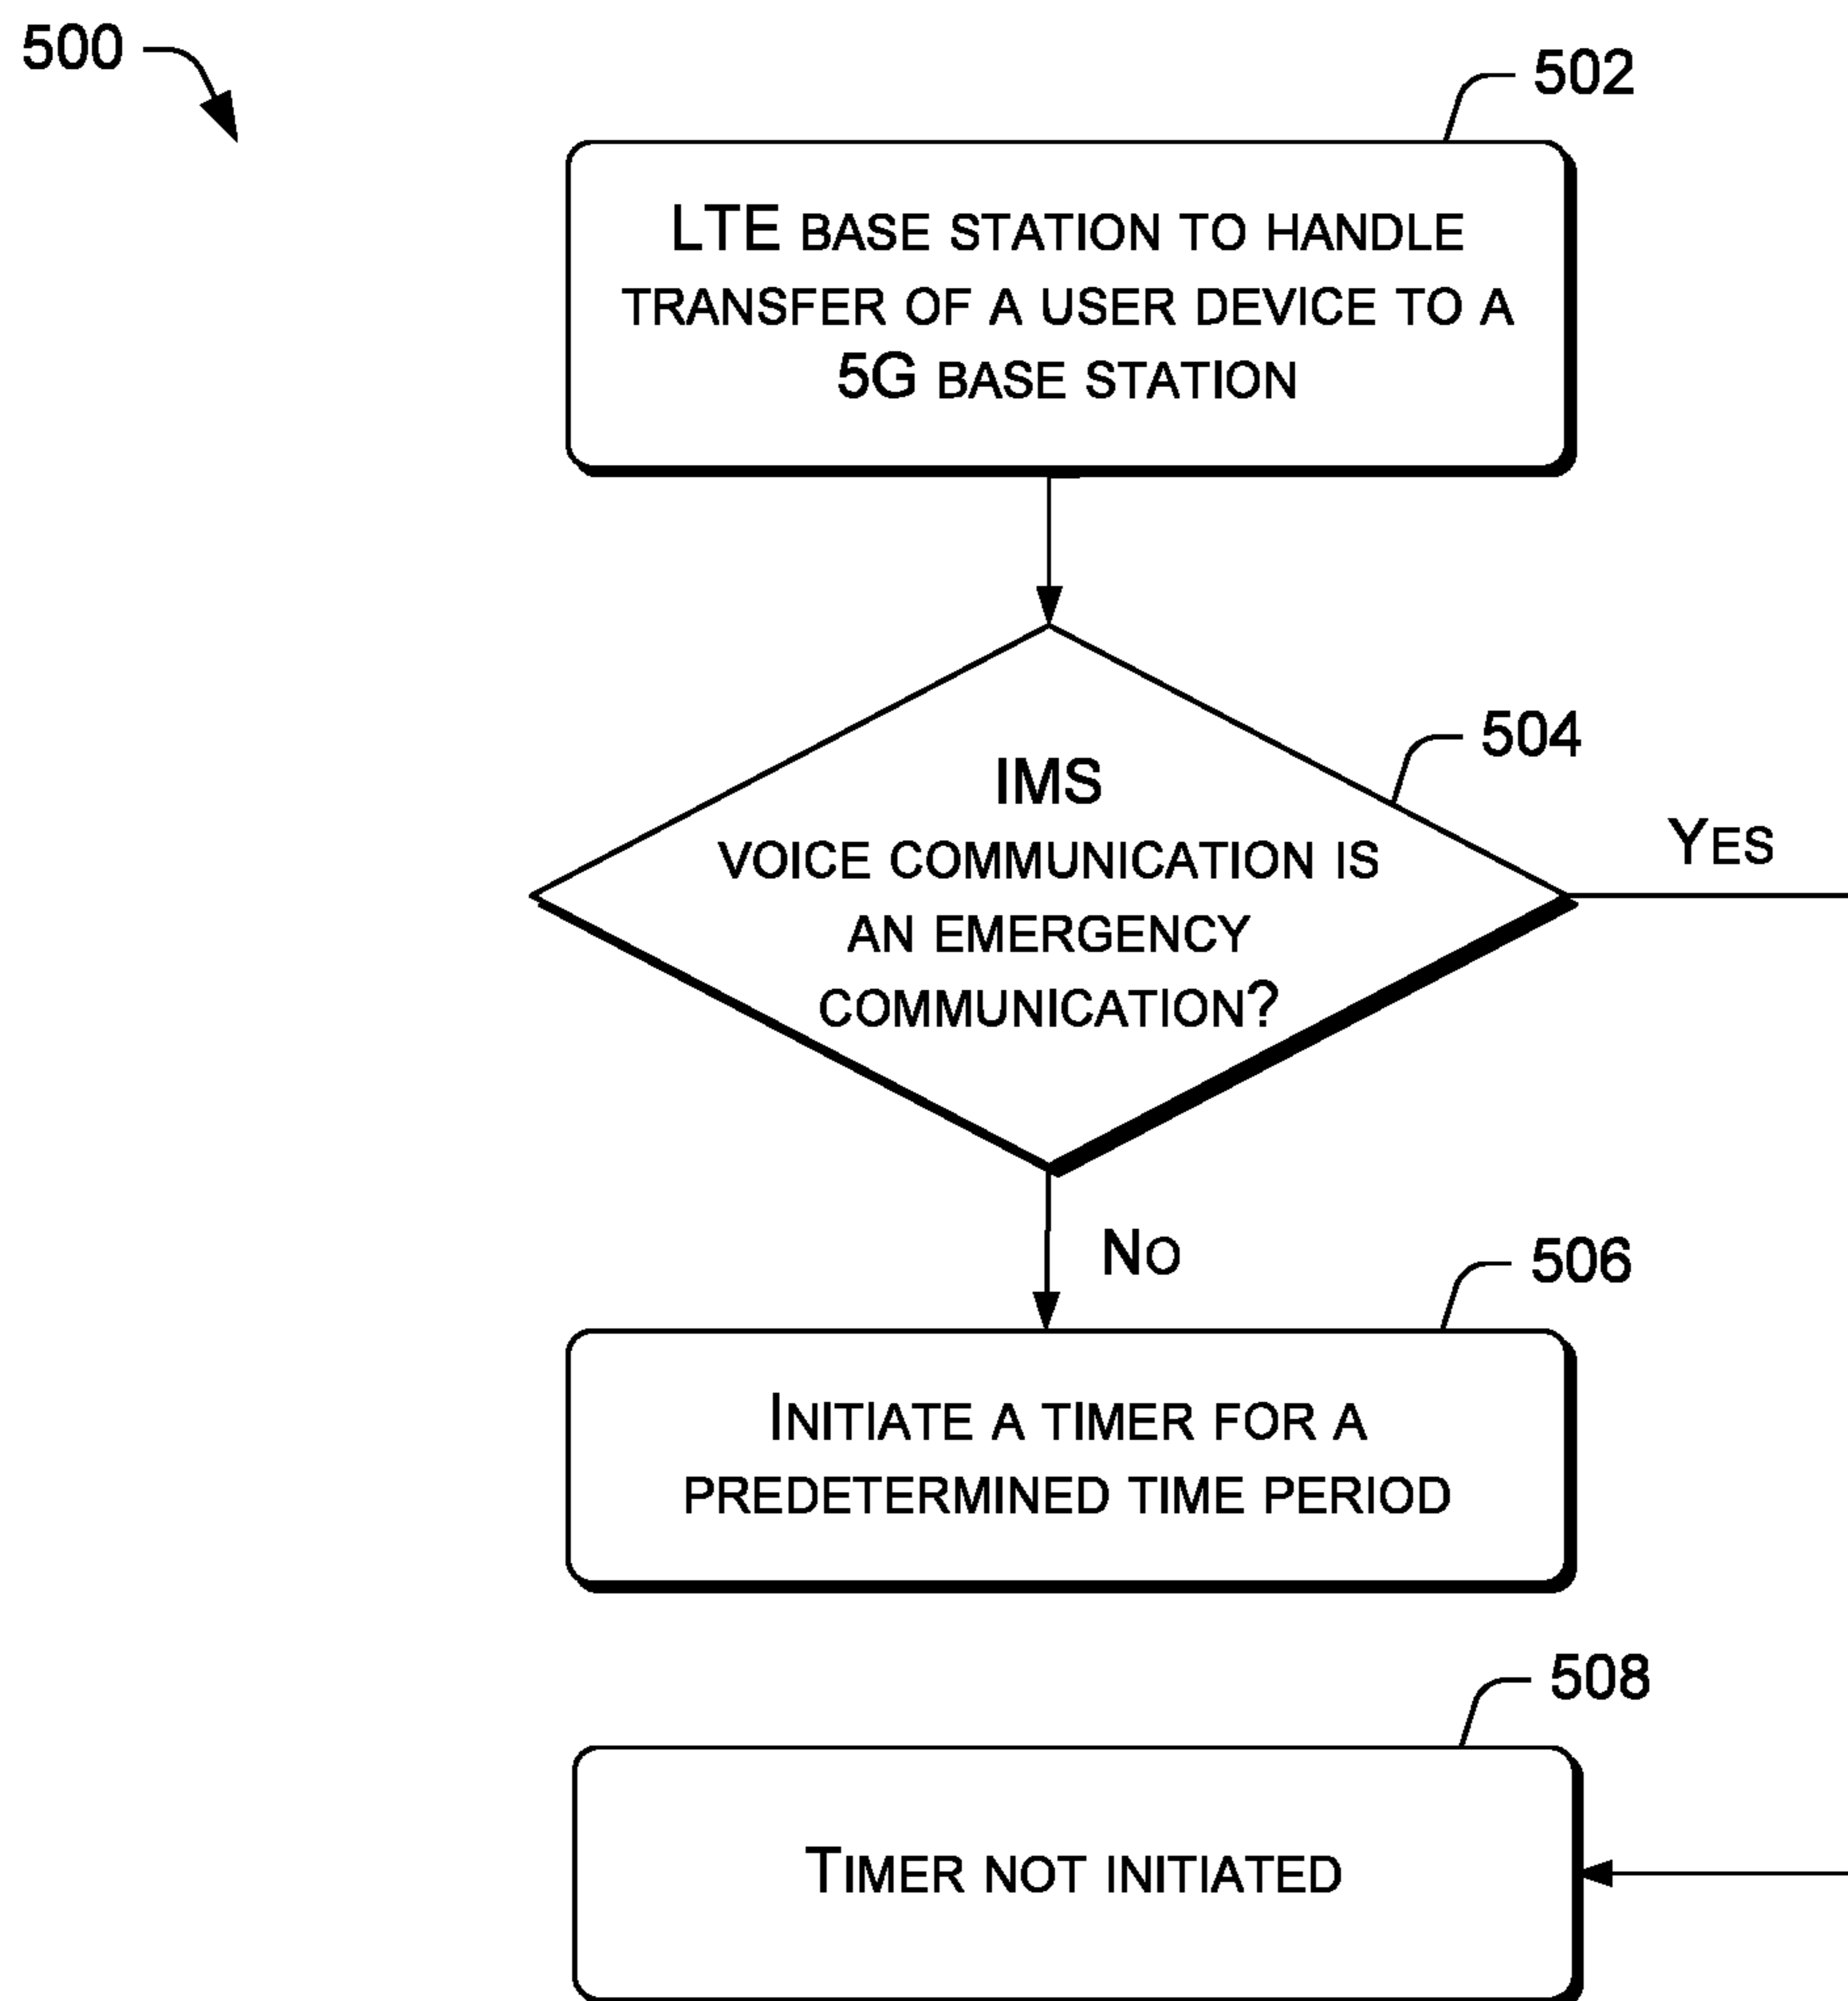 500
502
LTE BASE STATION TO HANDLE
TRANSFER OF A USER DEVICE TO A
5G BASE STATION
504
IMS
VOICE COMMUNICATION IS
AN EMERGENCY
COMMUNICATION?
YES
NO
506
INITIATE A TIMER FOR A
PREDETERMINED TIME PERIOD
508
TIMER NOT INITIATED